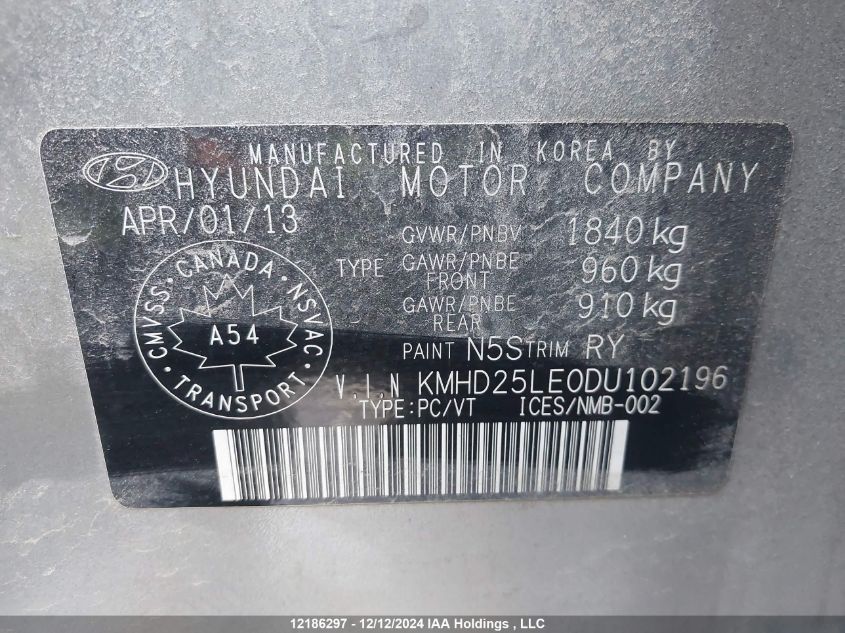 MANUFACTURED IN KOREA BY
HYUNDAI MOTOR COMPANY
APR/01/13
GVWR/PNBV 1840 kg
TYPE GAWR/PNBE FRONT 960 kg
GAWR/PNBE REAR 910 kg
PAINT N5S TRIM RY
CMVSS. CANADA. NSVAC
A54
TRANSPORT
V.I.N KMHD25LE0DU102196
TYPE:PC/VT ICES/NMB-002
12186297 - 12/12/2024 IAA Holdings , LLC